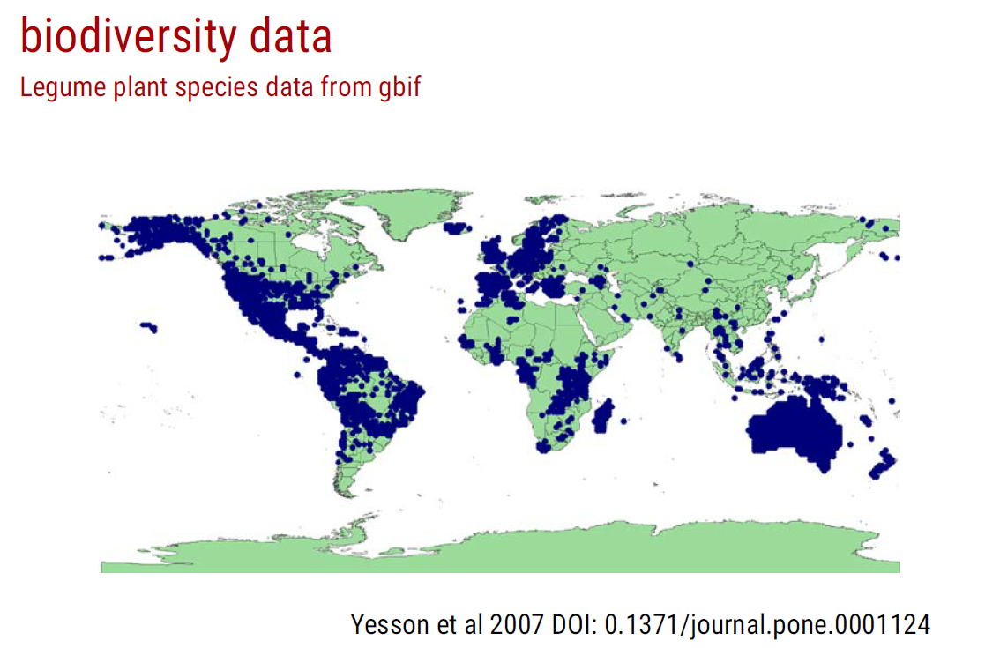 biodiversity data
Legume plant species data from gbif
Yesson et al 2007 DOI: 0.1371/journal.pone.0001124